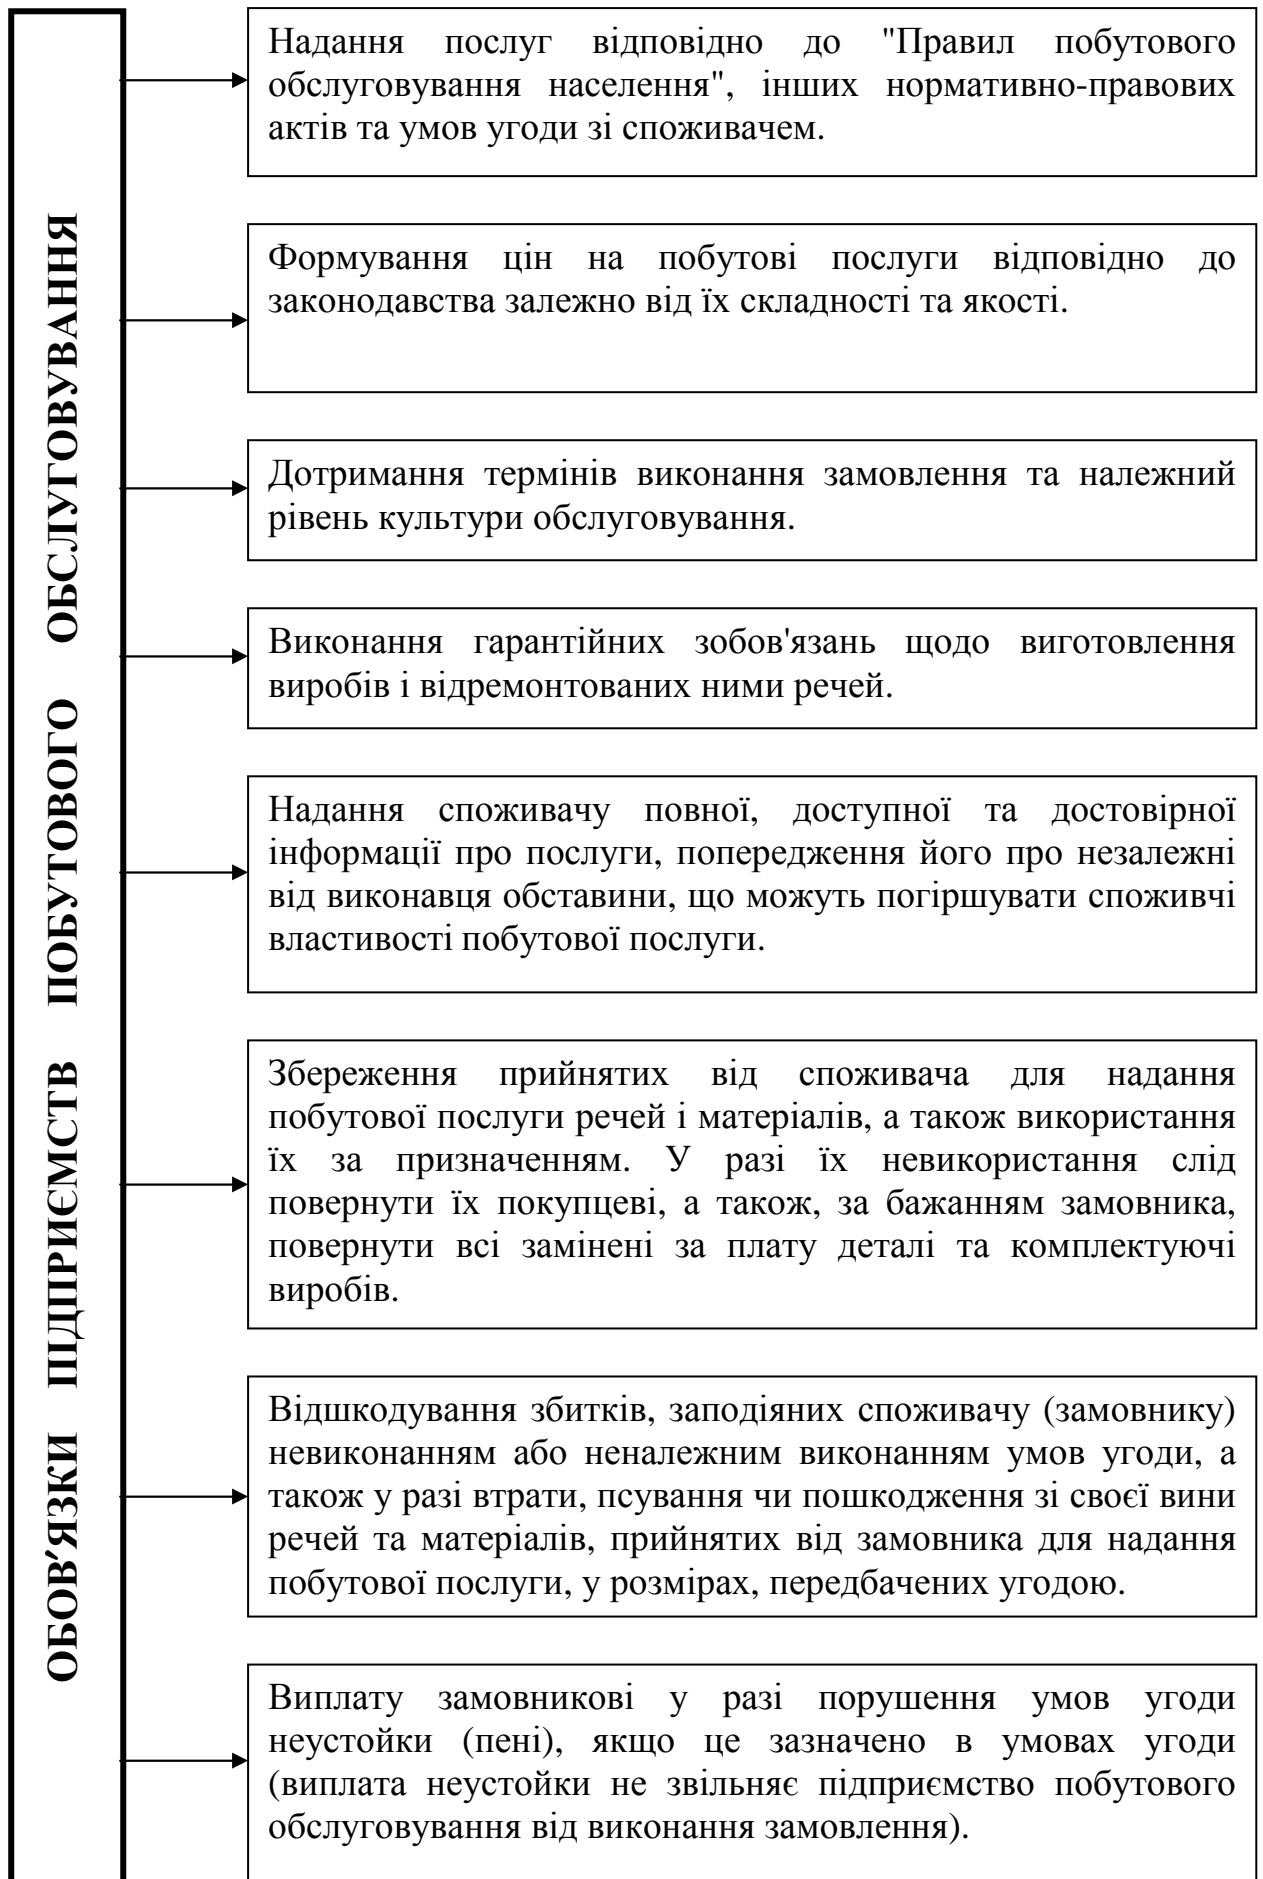 ОБОВ'ЯЗКИ ПІДПРИЄМСТВ ПОБУТОВОГО ОБСЛУГОВУВАННЯ
Надання послуг відповідно до "Правил побутового
обслуговування населення", інших нормативно-правових
актів та умов угоди зі споживачем.
Формування цін на побутові послуги відповідно до
законодавства залежно від їх складності та якості.
Дотримання термінів виконання замовлення та належний
рівень культури обслуговування.
Виконання гарантійних зобов'язань щодо виготовлення
виробів і відремонтованих ними речей.
Надання споживачу повної, доступної та достовірної
інформації про послуги, попередження його про незалежні
від виконавця обставини, що можуть погіршувати споживчі
властивості побутової послуги.
Збереження прийнятих від споживача для надання
побутової послуги речей і матеріалів, а також використання
їх за призначенням. У разі їх невикористання слід
повернути їх покупцеві, а також, за бажанням замовника,
повернути всі замінені за плату деталі та комплектуючі
виробів.
Відшкодування збитків, заподіяних споживачу (замовнику)
невиконанням або неналежним виконанням умов угоди, а
також у разі втрати, псування чи пошкодження зі своєї вини
речей та матеріалів, прийнятих від замовника для надання
побутової послуги, у розмірах, передбачених угодою.
Виплату замовникові у разі порушення умов угоди
неустойки (пені), якщо це зазначено в умовах угоди
(виплата неустойки не звільняє підприємство побутового
обслуговування від виконання замовлення).